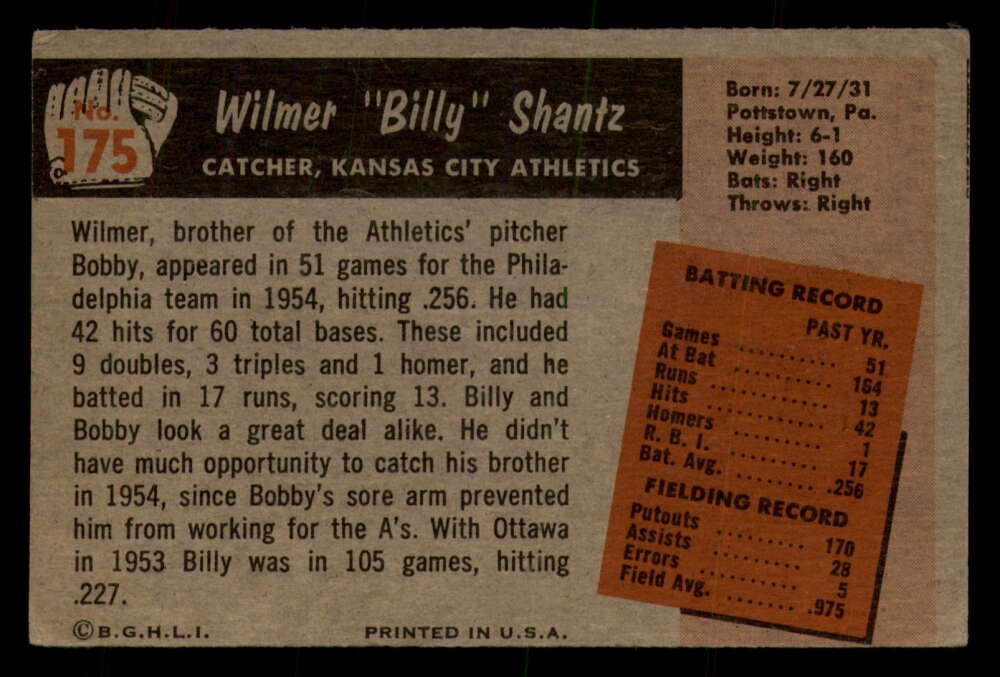 No.
175
Wilmer "Billy" Shantz
CATCHER, KANSAS CITY ATHLETICS
Born: 7/27/31
Pottstown, Pa.
Height: 6-1
Weight: 160
Bats: Right
Throws: Right
Wilmer, brother of the Athletics' pitcher
Bobby, appeared in 51 games for the Phila-
delphia team in 1954, hitting .256. He had
42 hits for 60 total bases. These included
9 doubles, 3 triples and 1 homer, and he
batted in 17 runs, scoring 13. Billy and
Bobby look a great deal alike. He didn't
have much opportunity to catch his brother
in 1954, since Bobby's sore arm prevented
him from working for the A's. With Ottawa
in 1953 Billy was in 105 games, hitting
.227.
BATTING RECORD
PAST YR.
Games .......... 51
At Bat .......... 164
Runs .......... 13
Hits .......... 42
Homers .......... 1
R. B. I. .......... 17
Bat. Avg. .......... .256
FIELDING RECORD
Putouts .......... 170
Assists .......... 28
Errors .......... 5
Field Avg. .......... .975
©B.G.H.L.I.
PRINTED IN U.S.A.